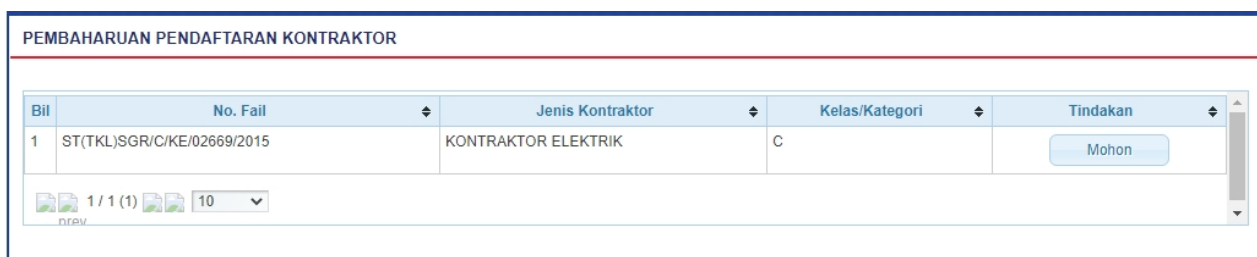 PEMBAHARUAN PENDAFTARAN KONTRAKTOR
Bil No. Fail Jenis Kontraktor Kelas/Kategori Tindakan
1 ST(TKL)SGR/C/KE/02669/2015 KONTRAKTOR ELEKTRIK C Mohon
1 / 1 (1) 10
prev